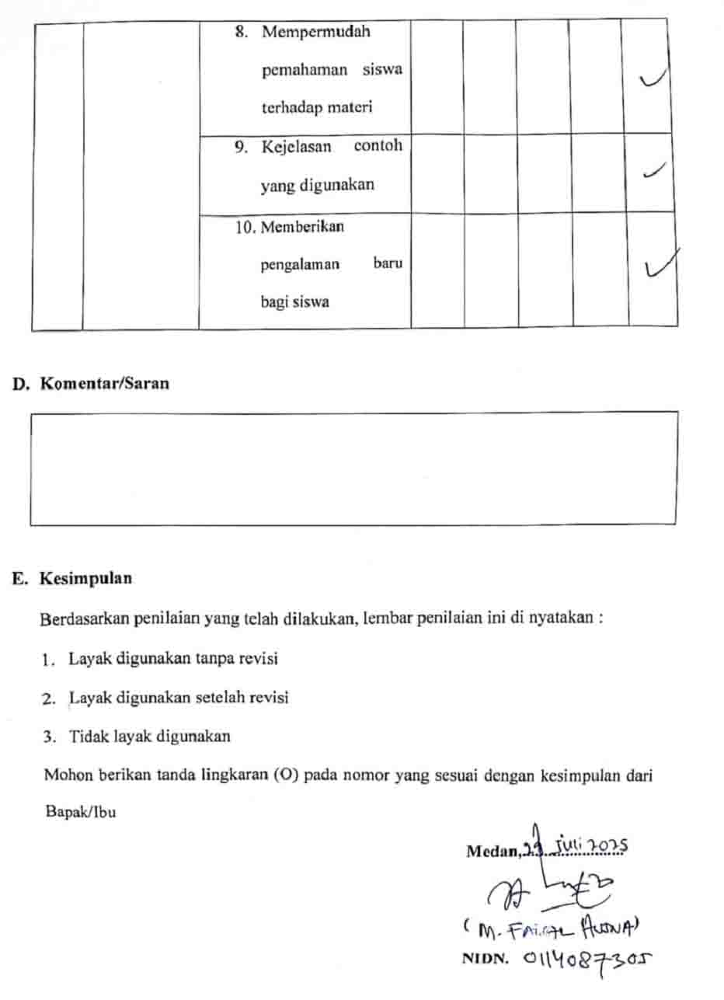 8. Mempermudah
pemahaman siswa
terhadap materi
9. Kejelasan contoh
yang digunakan
10. Memberikan
pengalaman baru
bagi siswa
D. Komentar/Saran
E. Kesimpulan
Berdasarkan penilaian yang telah dilakukan, lembar penilaian ini di nyatakan :
1. Layak digunakan tanpa revisi
2. Layak digunakan setelah revisi
3. Tidak layak digunakan
Mohon berikan tanda lingkaran (O) pada nomor yang sesuai dengan kesimpulan dari
Bapak/Ibu
Medan, 29 juli 2025
( M. FAISAL HUSNA)
NIDN. 0114087305